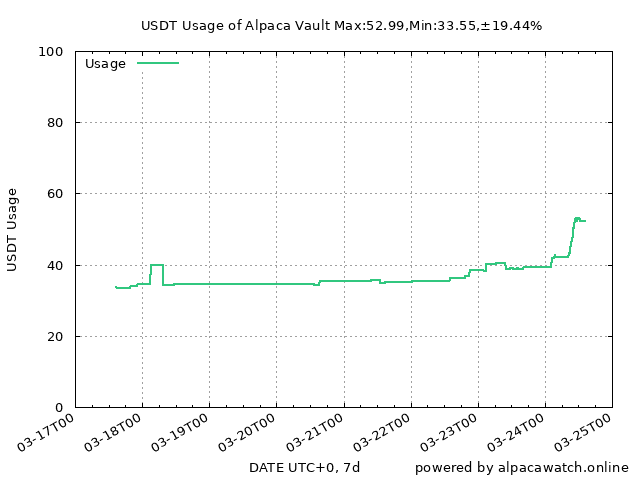 USDT Usage of Alpaca Vault Max:52.99,Min:33.55,±19.44%
100
Usage
80
60
USDT Usage
40
20
0
03-17T00
03-18T00
03-19T00
03-20T00
03-21T00
03-22T00
03-23T00
03-24T00
03-25T00
DATE UTC+0, 7d
powered by alpacawatch.online